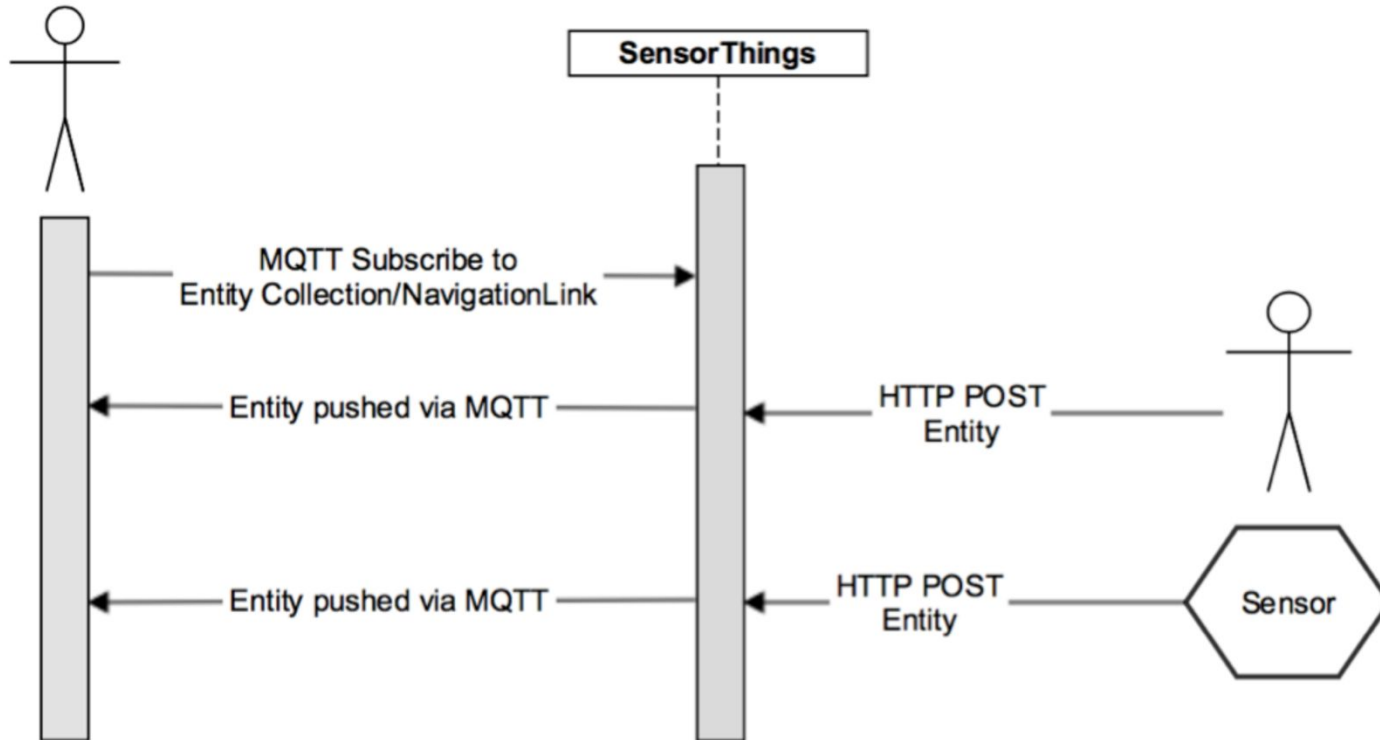 SensorThings
MQTT Subscribe to
Entity Collection/NavigationLink
Entity pushed via MQTT
HTTP POST
Entity
Entity pushed via MQTT
HTTP POST
Entity
Sensor